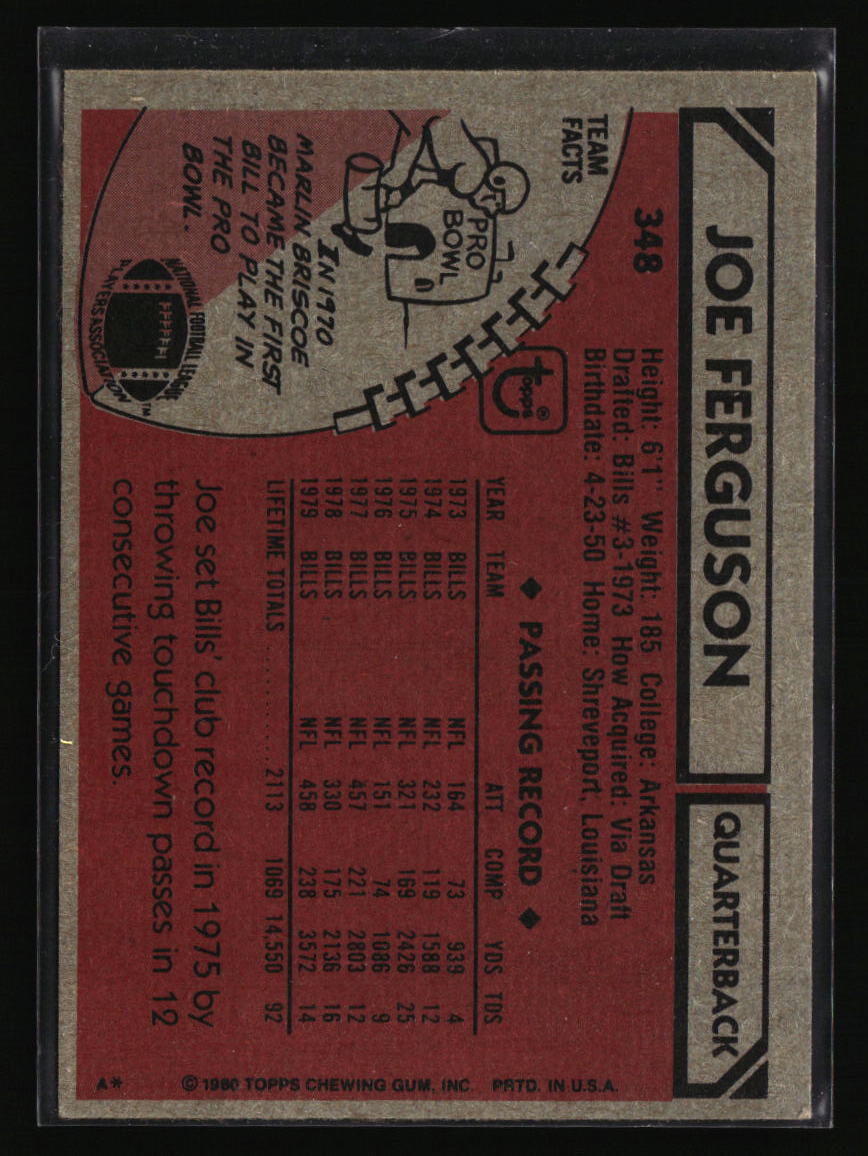 JOE FERGUSON
QUARTERBACK
348
Height: 6'1" Weight: 185 College: Arkansas
Drafted: Bills #3-1973 How Acquired: Via Draft
Birthdate: 4-23-50 Home: Shreveport, Louisiana
TEAM
FACTS
PRO
BOWL
IN 1970
MARLIN BRISCOE
BECAME THE FIRST
BILL TO PLAY IN
THE PRO
BOWL.
NATIONAL FOOTBALL LEAGUE
PLAYERS ASSOCIATION™
topps®
◆ PASSING RECORD ◆
YEAR TEAM ATT COMP YDS TDS
1973 BILLS NFL 164 73 939 4
1974 BILLS NFL 232 119 1588 12
1975 BILLS NFL 321 169 2426 25
1976 BILLS NFL 151 74 1086 9
1977 BILLS NFL 457 221 2803 12
1978 BILLS NFL 330 175 2136 16
1979 BILLS NFL 458 238 3572 14
LIFETIME TOTALS .......... 2113 1069 14,550 92
Joe set Bills' club record in 1975 by
throwing touchdown passes in 12
consecutive games.
© 1980 TOPPS CHEWING GUM, INC. PRTD. IN U.S.A.
A*